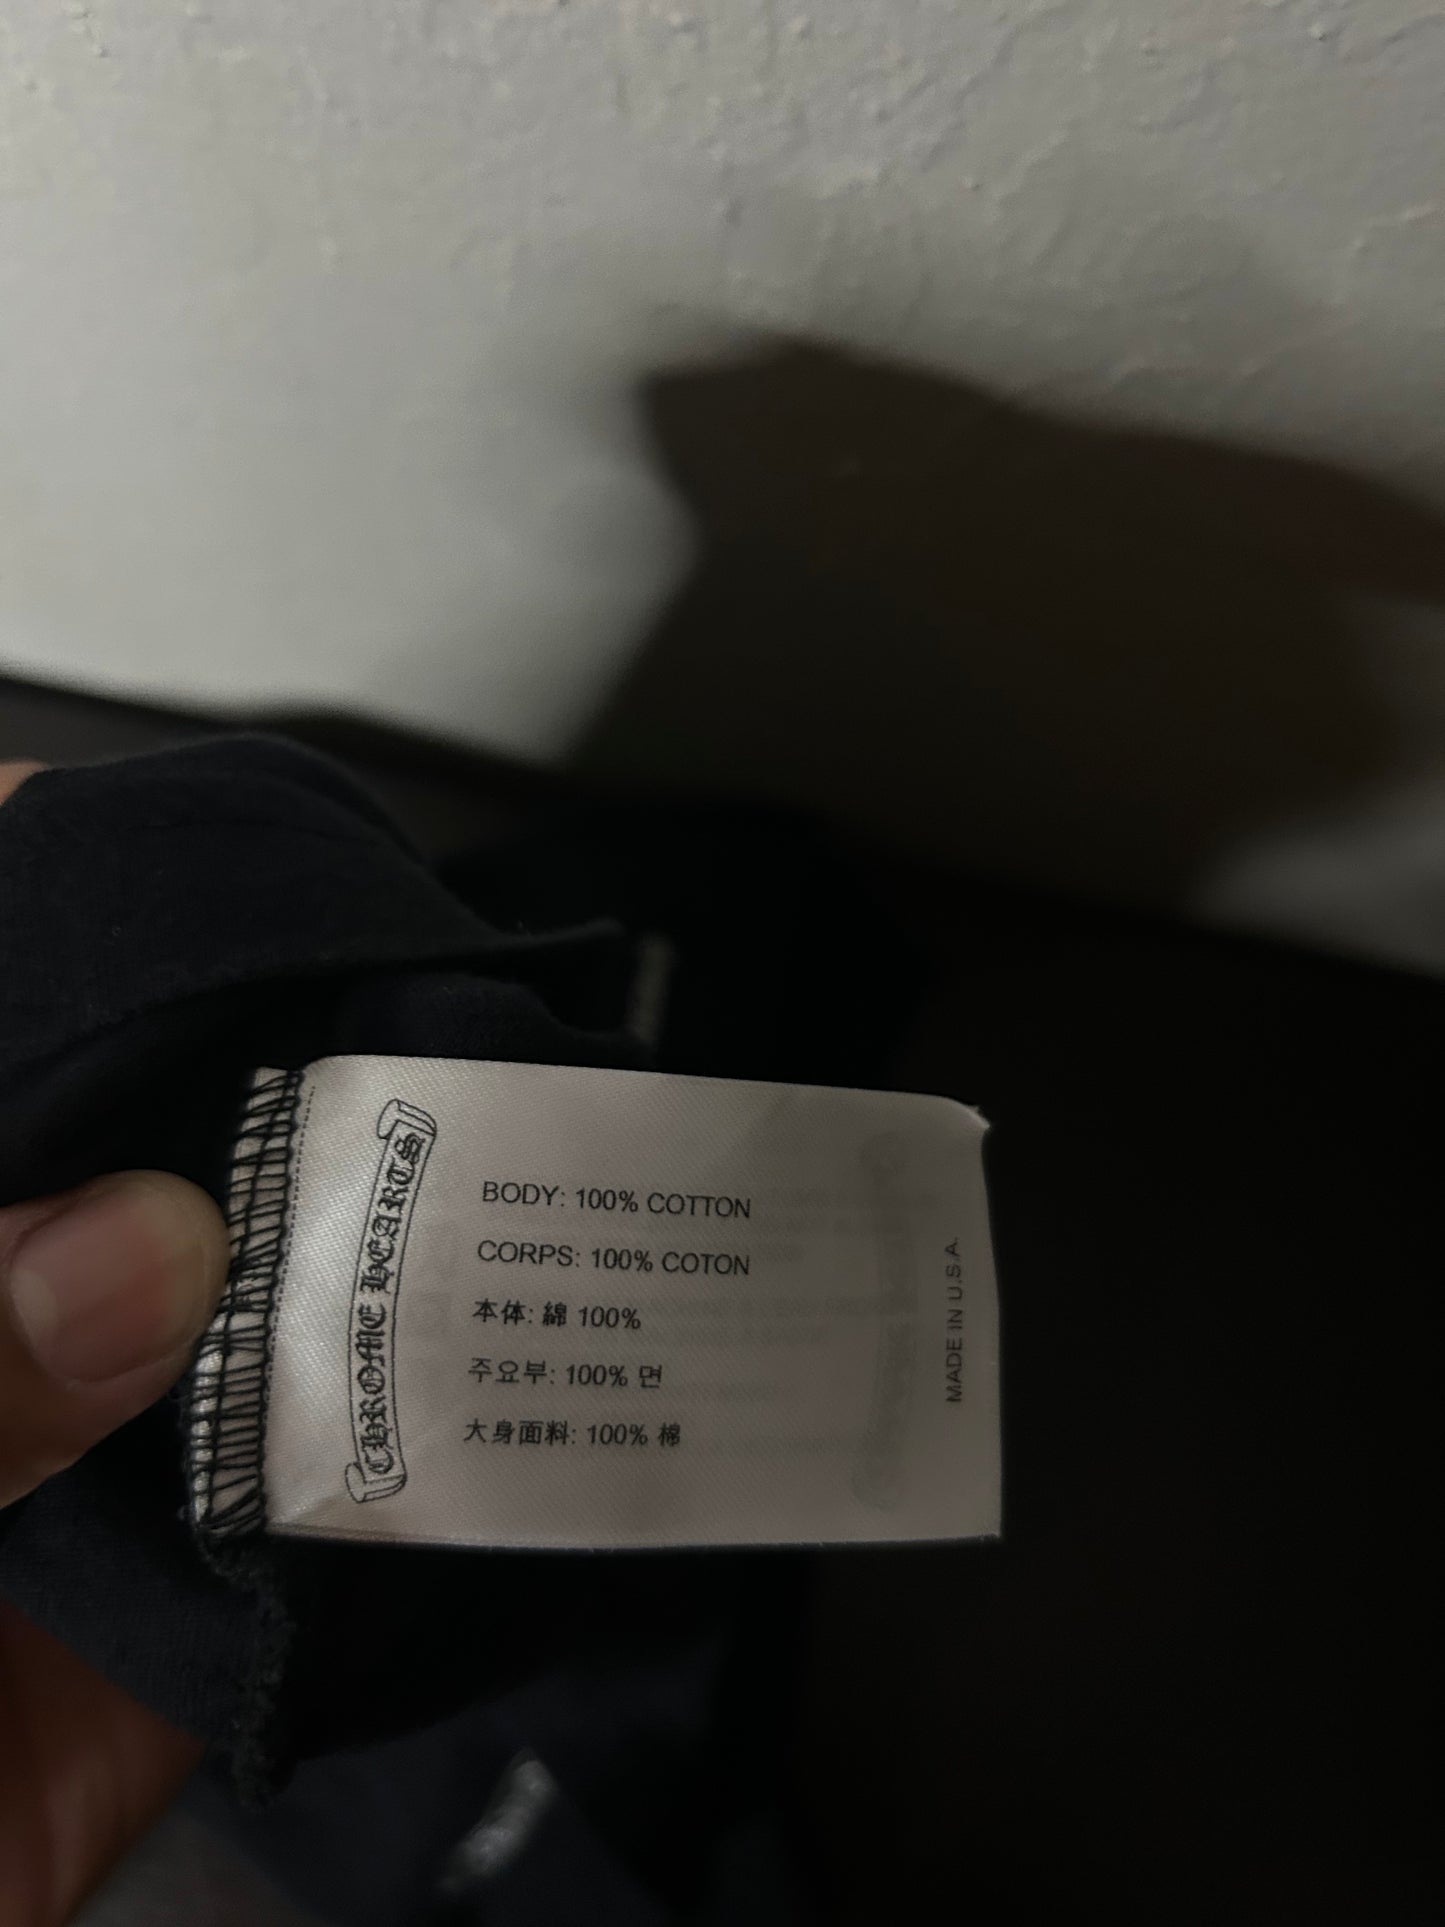 CHROME HEARTS
BODY: 100% COTTON
CORPS: 100% COTON
本体: 綿 100%
주요부: 100% 면
大身面料: 100% 棉
MADE IN U.S.A.